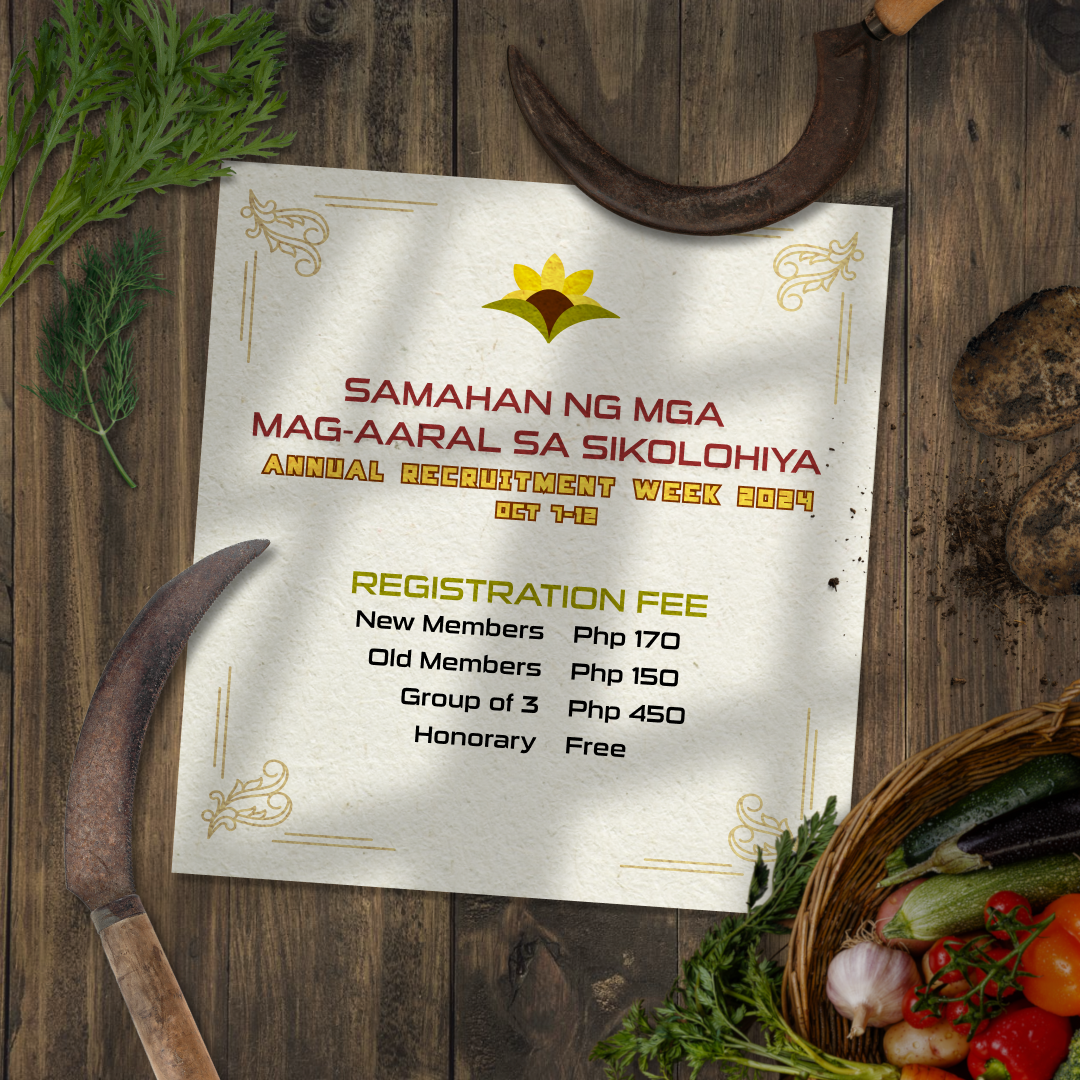 SAMAHAN NG MGA
MAG-AARAL SA SIKOLOHIYA
ANNUAL RECRUITMENT WEEK 2024
OCT 7-12
REGISTRATION FEE
New Members Php 170
Old Members Php 150
Group of 3 Php 450
Honorary Free